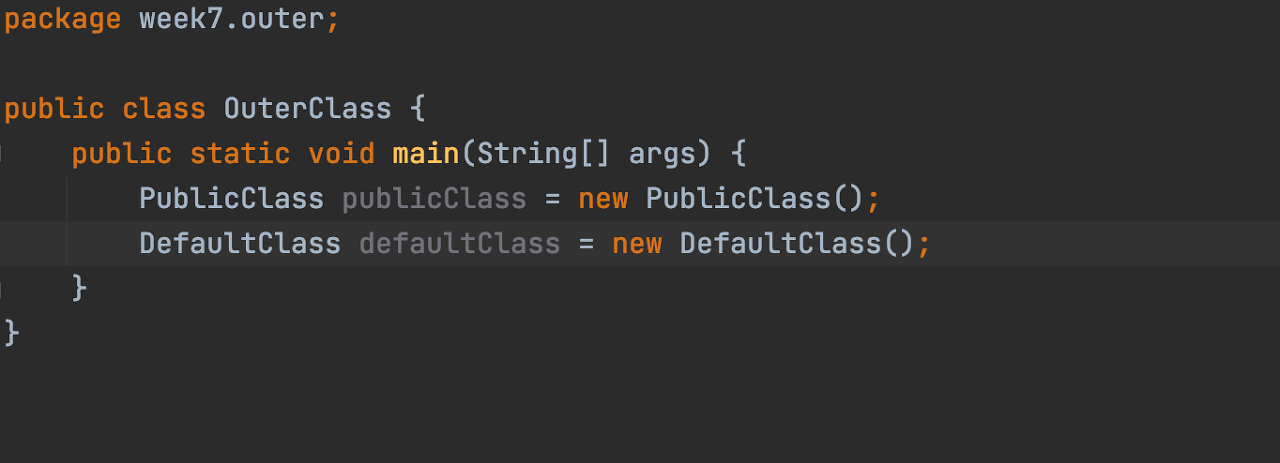 package week7.outer;
public class OuterClass {
public static void main(String[] args) {
PublicClass publicClass = new PublicClass();
DefaultClass defaultClass = new DefaultClass();
}
}